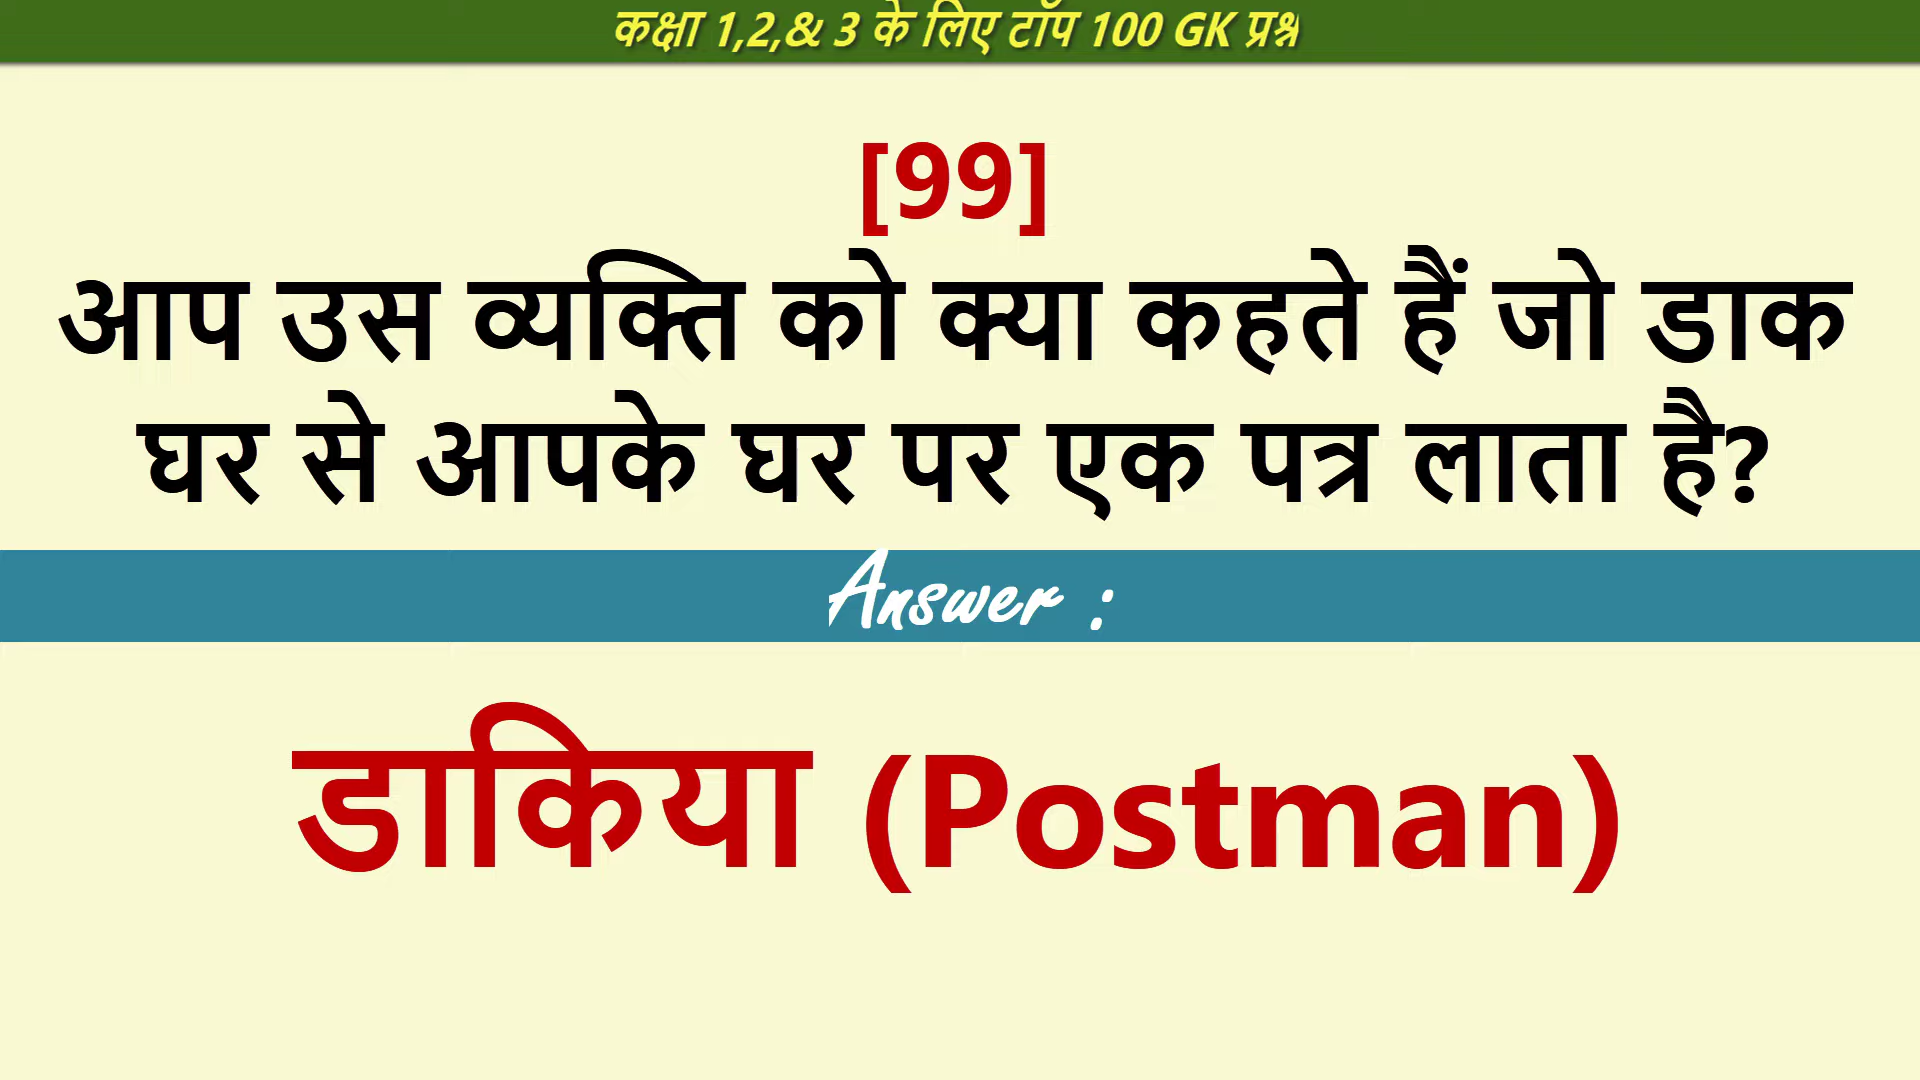 कक्षा 1,2,& 3 के लिए टॉप 100 GK प्रश्न
[99]
आप उस व्यक्ति को क्या कहते हैं जो डाक
घर से आपके घर पर एक पत्र लाता है?
Answer :
डाकिया (Postman)